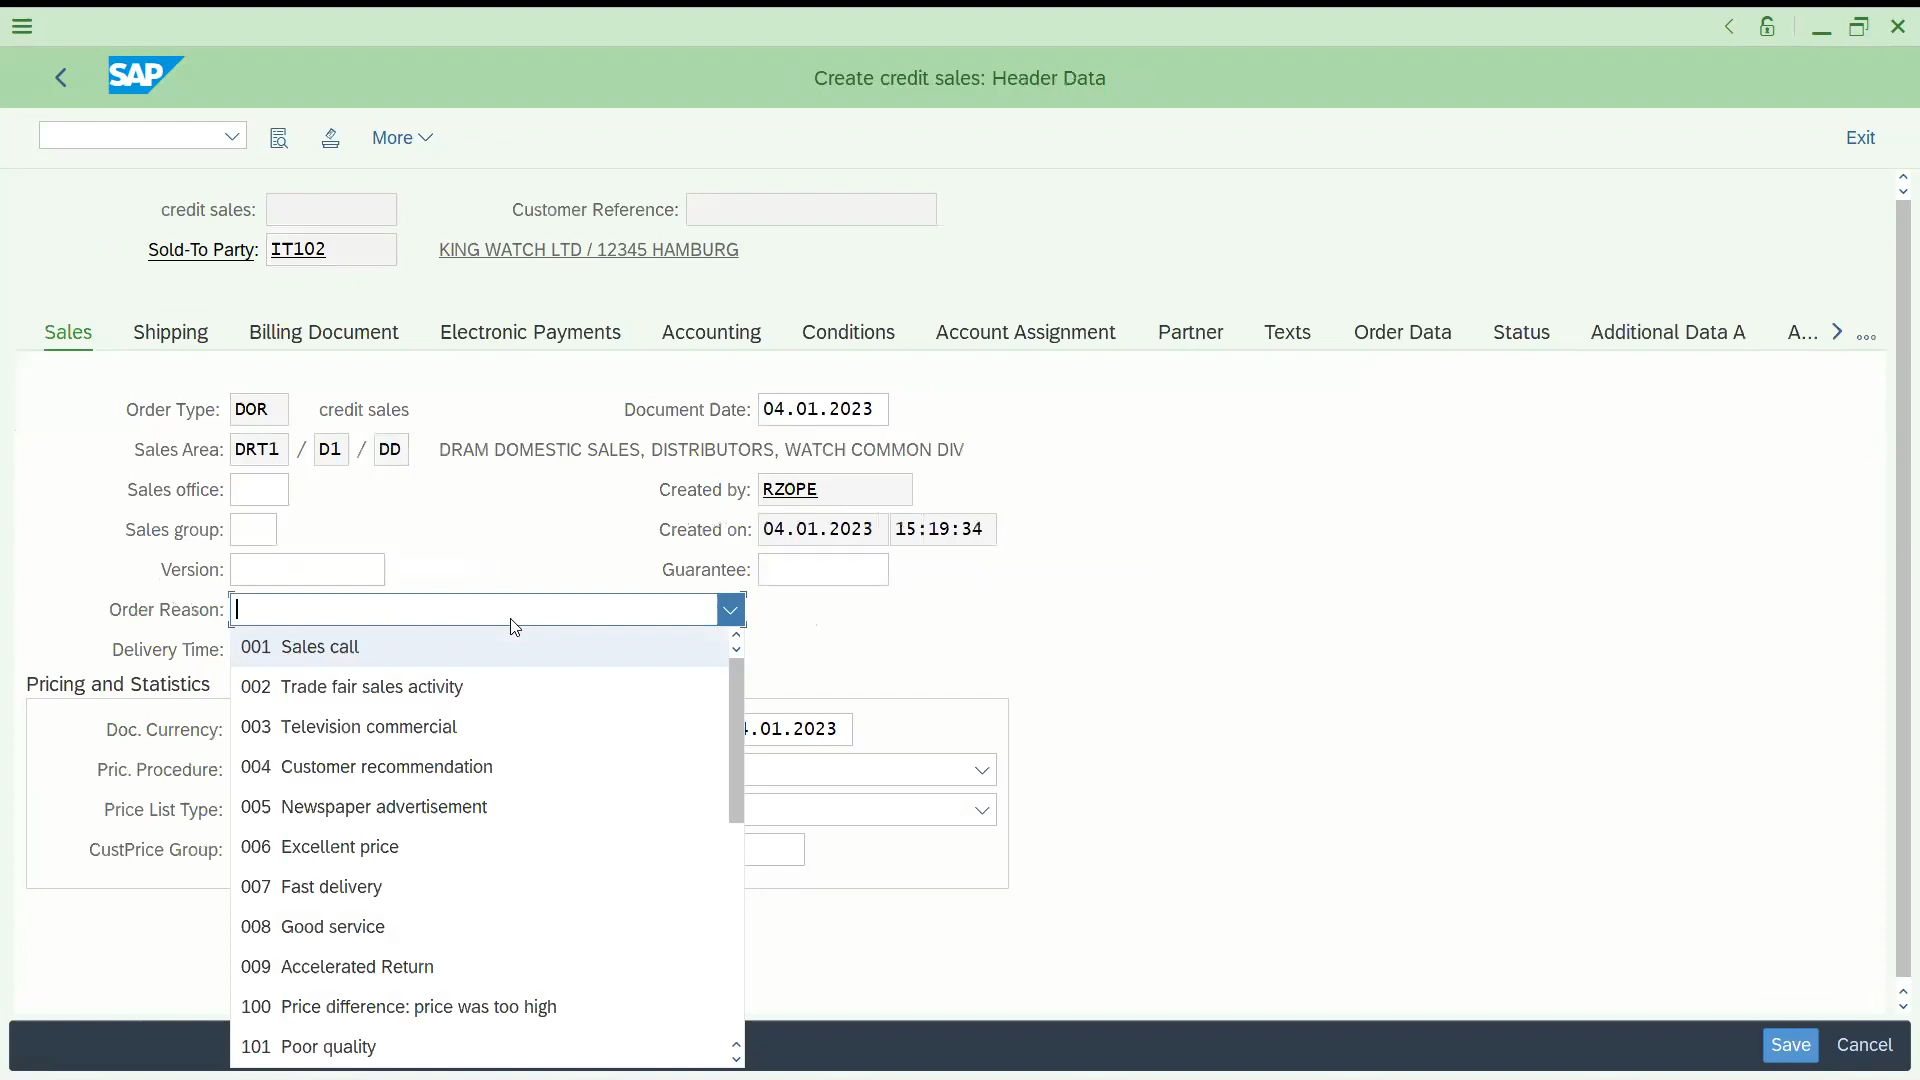 SAP
Create credit sales: Header Data
More
Exit
credit sales:
Customer Reference:
Sold-To Party: IT102 KING WATCH LTD / 12345 HAMBURG
Sales Shipping Billing Document Electronic Payments Accounting Conditions Account Assignment Partner Texts Order Data Status Additional Data A A...
Order Type: DOR credit sales Document Date: 04.01.2023
Sales Area: DRT1 / D1 / DD DRAM DOMESTIC SALES, DISTRIBUTORS, WATCH COMMON DIV
Sales office: Created by: RZOPE
Sales group: Created on: 04.01.2023 15:19:34
Version: Guarantee:
Order Reason:
Delivery Time: 001 Sales call
Pricing and Statistics 002 Trade fair sales activity
Doc. Currency: 003 Television commercial .01.2023
Pric. Procedure: 004 Customer recommendation
Price List Type: 005 Newspaper advertisement
CustPrice Group: 006 Excellent price
007 Fast delivery
008 Good service
009 Accelerated Return
100 Price difference: price was too high
101 Poor quality
Save Cancel